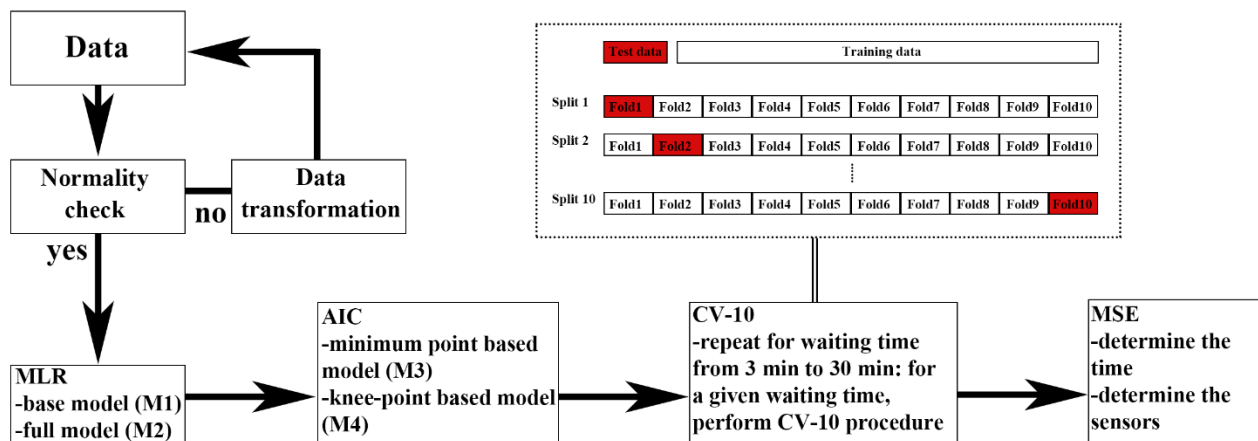 Data
Normality
check
no
Data
transformation
yes
MLR
-base model (M1)
-full model (M2)
AIC
-minimum point based
model (M3)
-knee-point based model
(M4)
CV-10
-repeat for waiting time
from 3 min to 30 min: for
a given waiting time,
perform CV-10 procedure
MSE
-determine the
time
-determine the
sensors
Test data Training data
Split 1 Fold1 Fold2 Fold3 Fold4 Fold5 Fold6 Fold7 Fold8 Fold9 Fold10
Split 2 Fold1 Fold2 Fold3 Fold4 Fold5 Fold6 Fold7 Fold8 Fold9 Fold10
Split 10 Fold1 Fold2 Fold3 Fold4 Fold5 Fold6 Fold7 Fold8 Fold9 Fold10